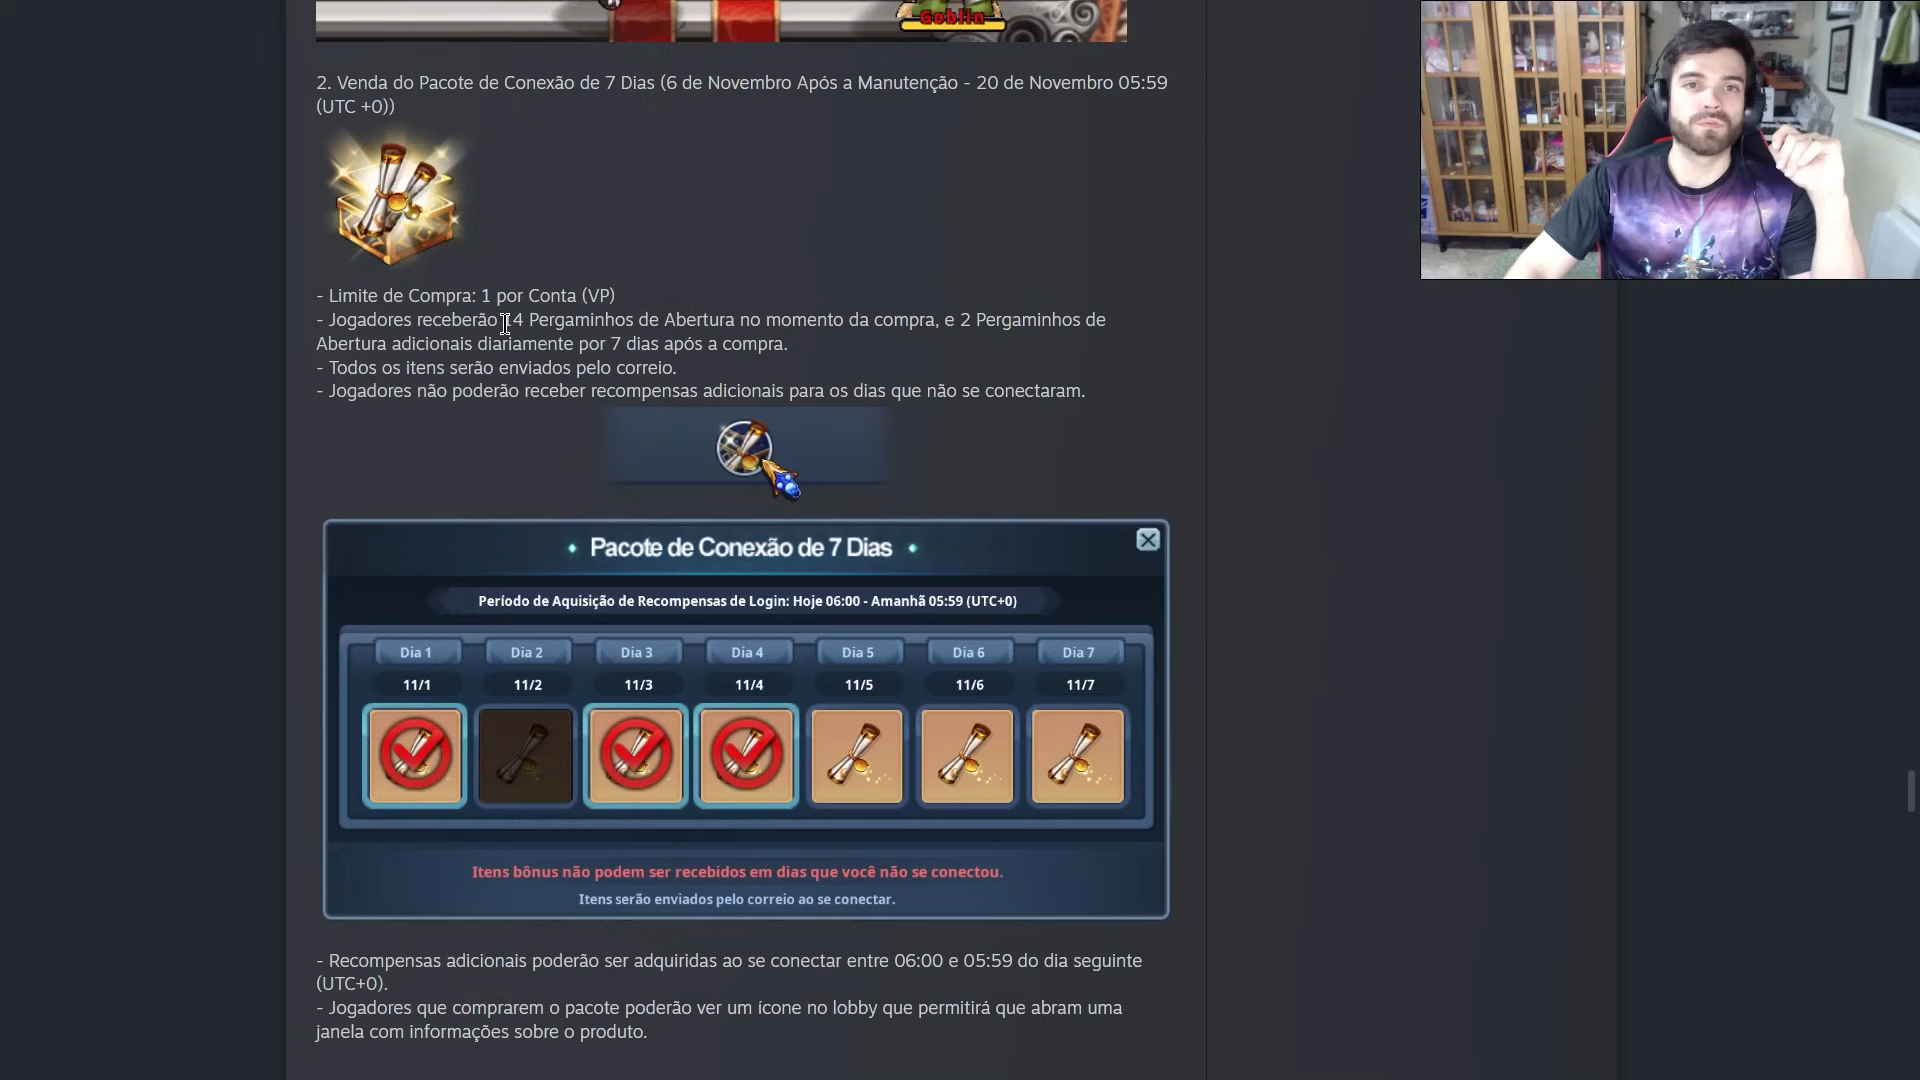 Goblin
2. Venda do Pacote de Conexão de 7 Dias (6 de Novembro Após a Manutenção - 20 de Novembro 05:59
(UTC +0))
- Limite de Compra: 1 por Conta (VP)
- Jogadores receberão 14 Pergaminhos de Abertura no momento da compra, e 2 Pergaminhos de
Abertura adicionais diariamente por 7 dias após a compra.
- Todos os itens serão enviados pelo correio.
- Jogadores não poderão receber recompensas adicionais para os dias que não se conectaram.
Pacote de Conexão de 7 Dias
Período de Aquisição de Recompensas de Login: Hoje 06:00 - Amanhã 05:59 (UTC+0)
Dia 1 Dia 2 Dia 3 Dia 4 Dia 5 Dia 6 Dia 7
11/1 11/2 11/3 11/4 11/5 11/6 11/7
Itens bônus não podem ser recebidos em dias que você não se conectou.
Itens serão enviados pelo correio ao se conectar.
- Recompensas adicionais poderão ser adquiridas ao se conectar entre 06:00 e 05:59 do dia seguinte
(UTC+0).
- Jogadores que comprarem o pacote poderão ver um ícone no lobby que permitirá que abram uma
janela com informações sobre o produto.